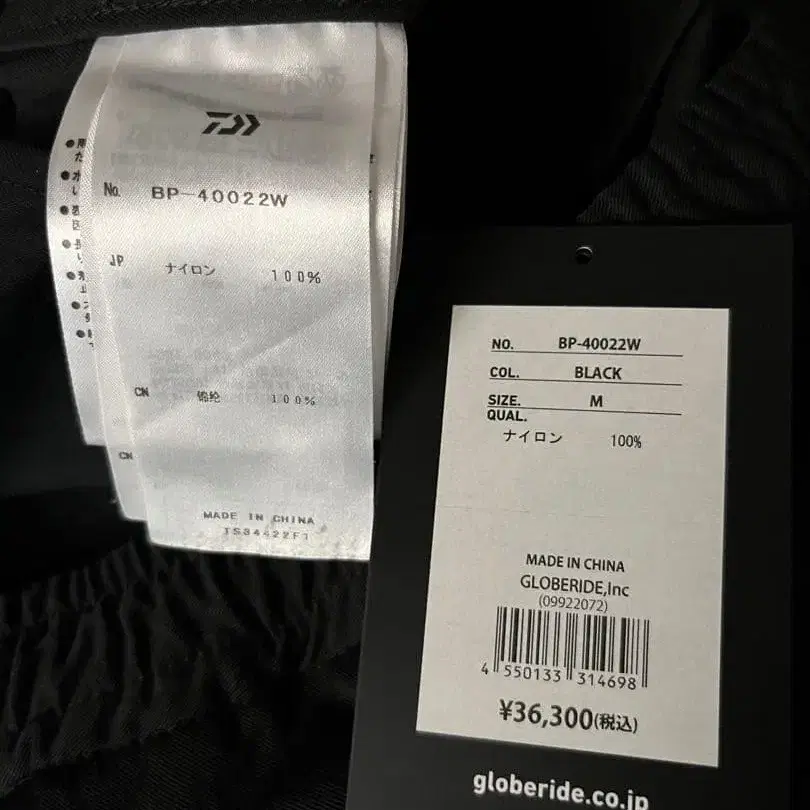 No. BP-40022W
JP ナイロン 100%
CN 锦纶 100%
CN
MADE IN CHINA
TS34422F1
NO. BP-40022W
COL. BLACK
SIZE. M
QUAL.
ナイロン 100%
MADE IN CHINA
GLOBERIDE,Inc
(09922072)
4 550133 314698
¥36,300(税込)
globeride.co.jp